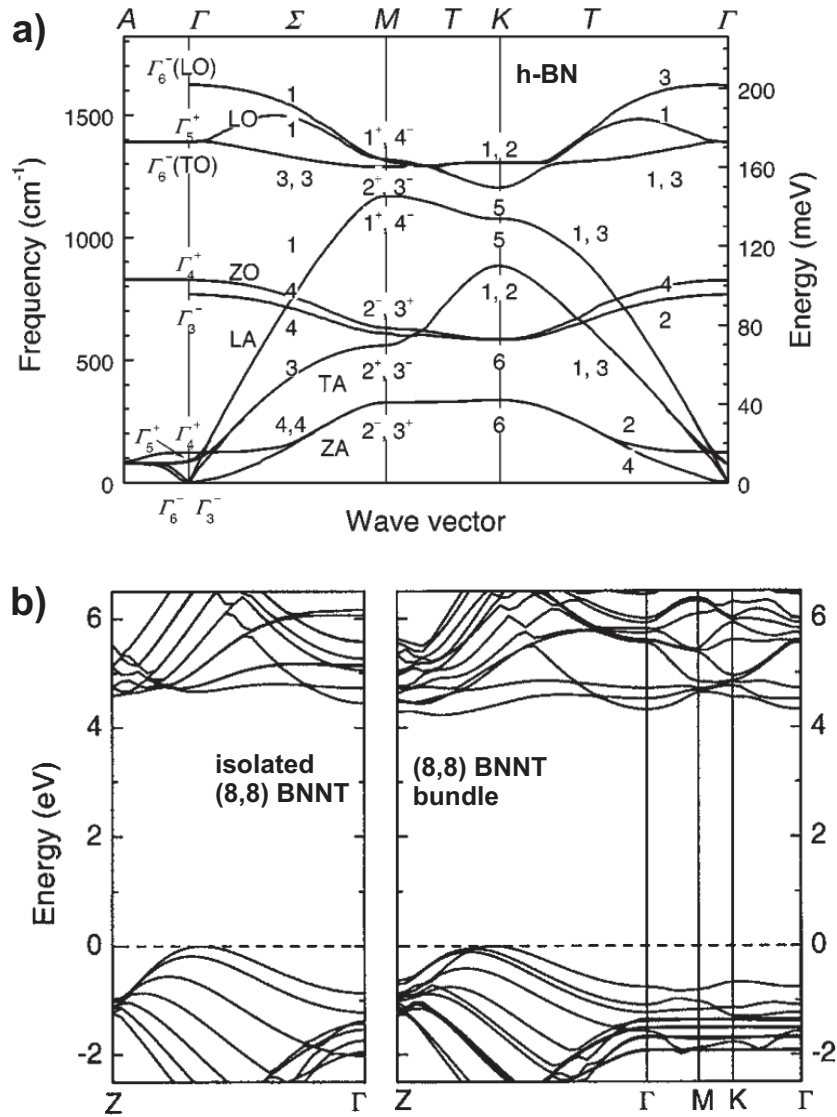 a)
A Γ Σ M T K T Γ
h-BN
Frequency (cm⁻¹)
1500
1000
500
0
Energy (meV)
200
160
120
80
40
0
Γ₆⁻(LO)
Γ₅⁺
LO
Γ₆⁻(TO)
1
1
3, 3
1⁺, 4⁻
2⁺, 3⁻
1⁺, 4⁻
1, 2
5
5
3
1
1, 3
1
1, 3
Γ₄⁺
ZO
4
4
Γ₃⁻
LA
2⁻, 3⁺
1, 2
4
2
3
TA
2⁺, 3⁻
6
1, 3
Γ₅⁺
Γ₄⁺
4,4
ZA
2⁻, 3⁺
6
2
4
Γ₆⁻ Γ₃⁻
Wave vector
b)
Energy (eV)
6
4
2
0
-2
isolated
(8,8) BNNT
Z Γ
(8,8) BNNT
bundle
6
4
2
0
-2
Z Γ M K Γ